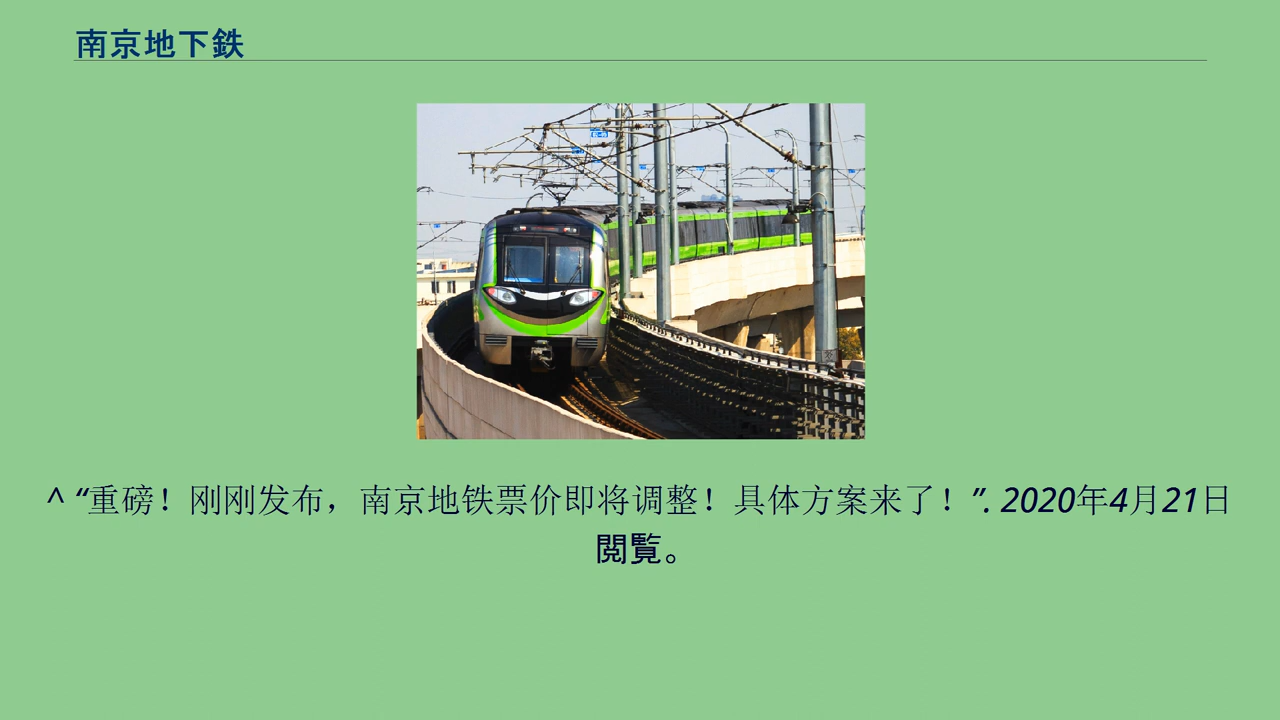 南京地下鉄
^ “重磅！刚刚发布，南京地铁票价即将调整！具体方案来了！”. 2020年4月21日
閲覧。